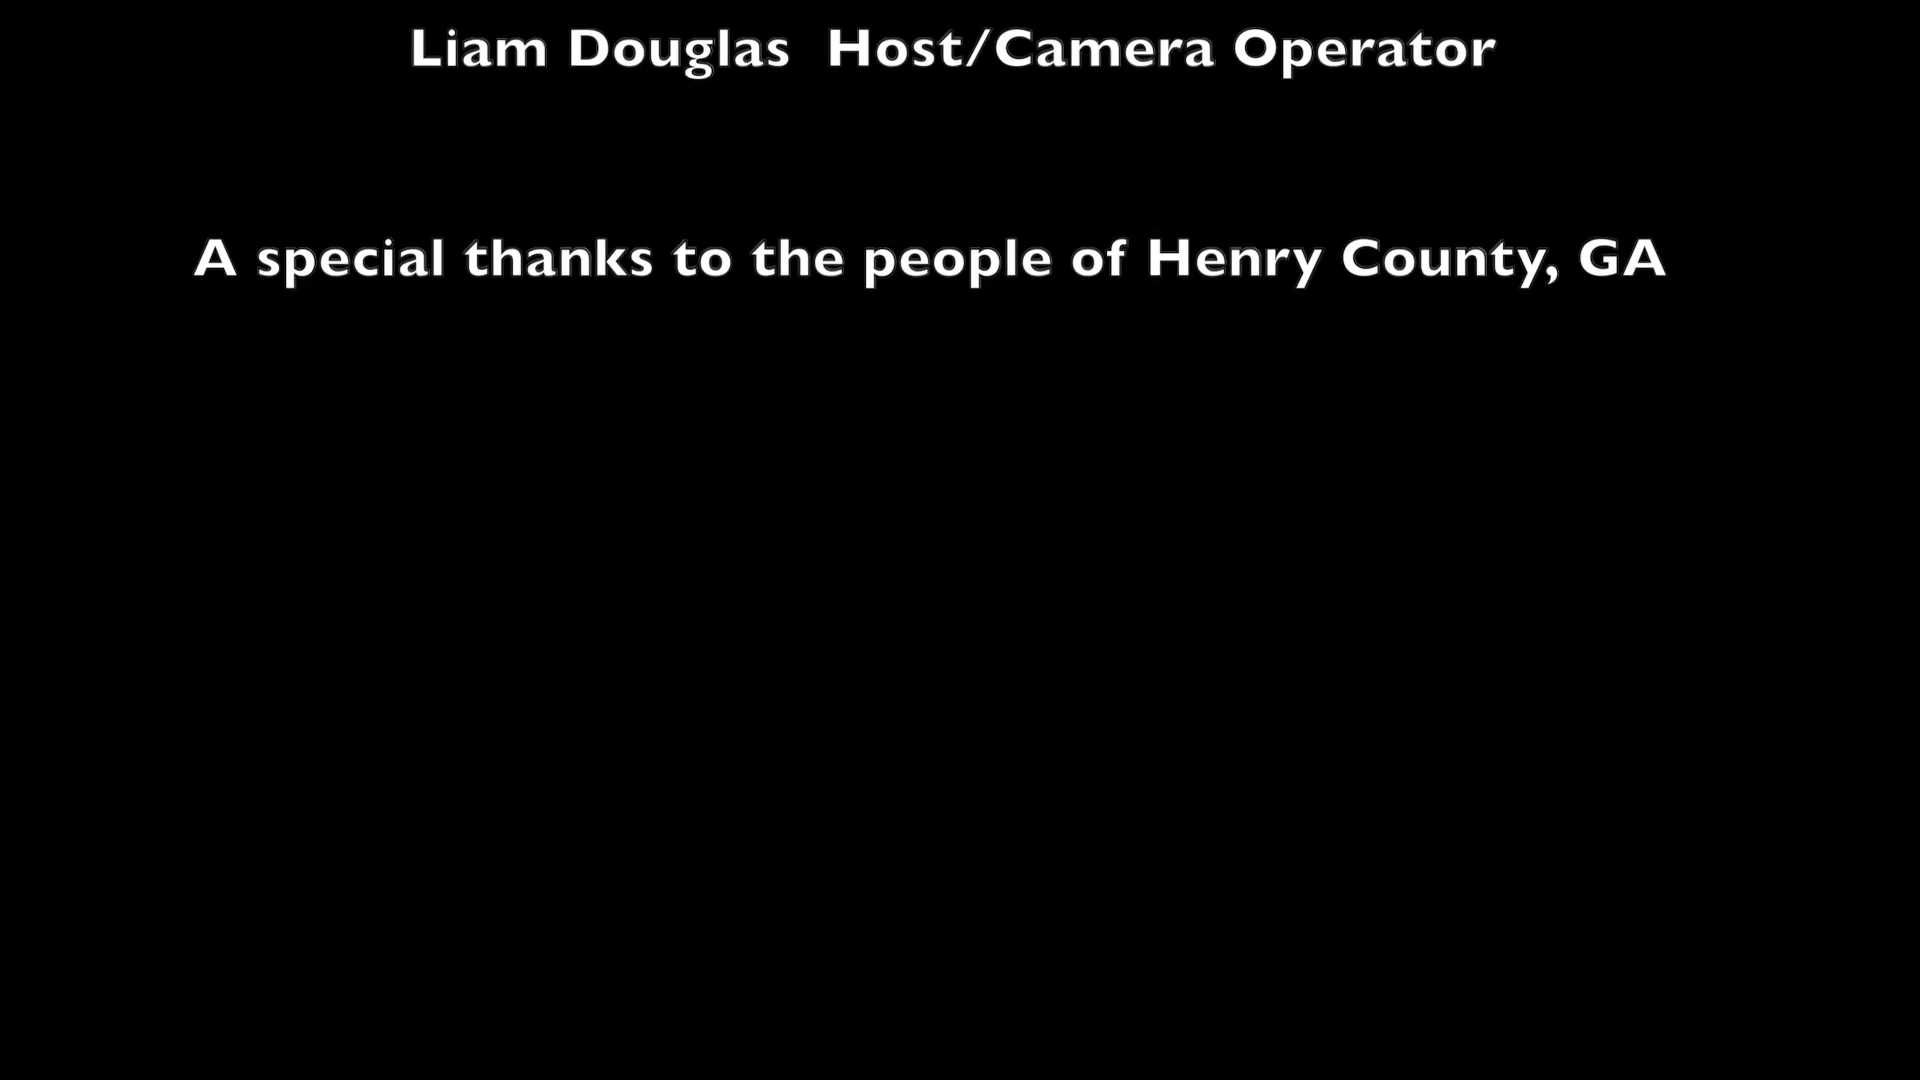 Liam Douglas  Host/Camera Operator
A special thanks to the people of Henry County, GA